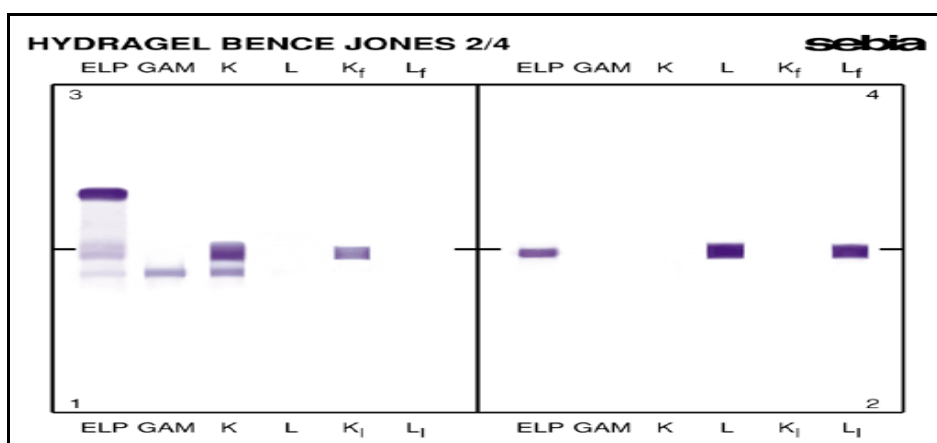 HYDRAGEL BENCE JONES 2/4 sebia
ELP GAM K L Kf Lf ELP GAM K L Kf Lf
3 4
1 2
ELP GAM K L Kl Ll ELP GAM K L Kl Ll